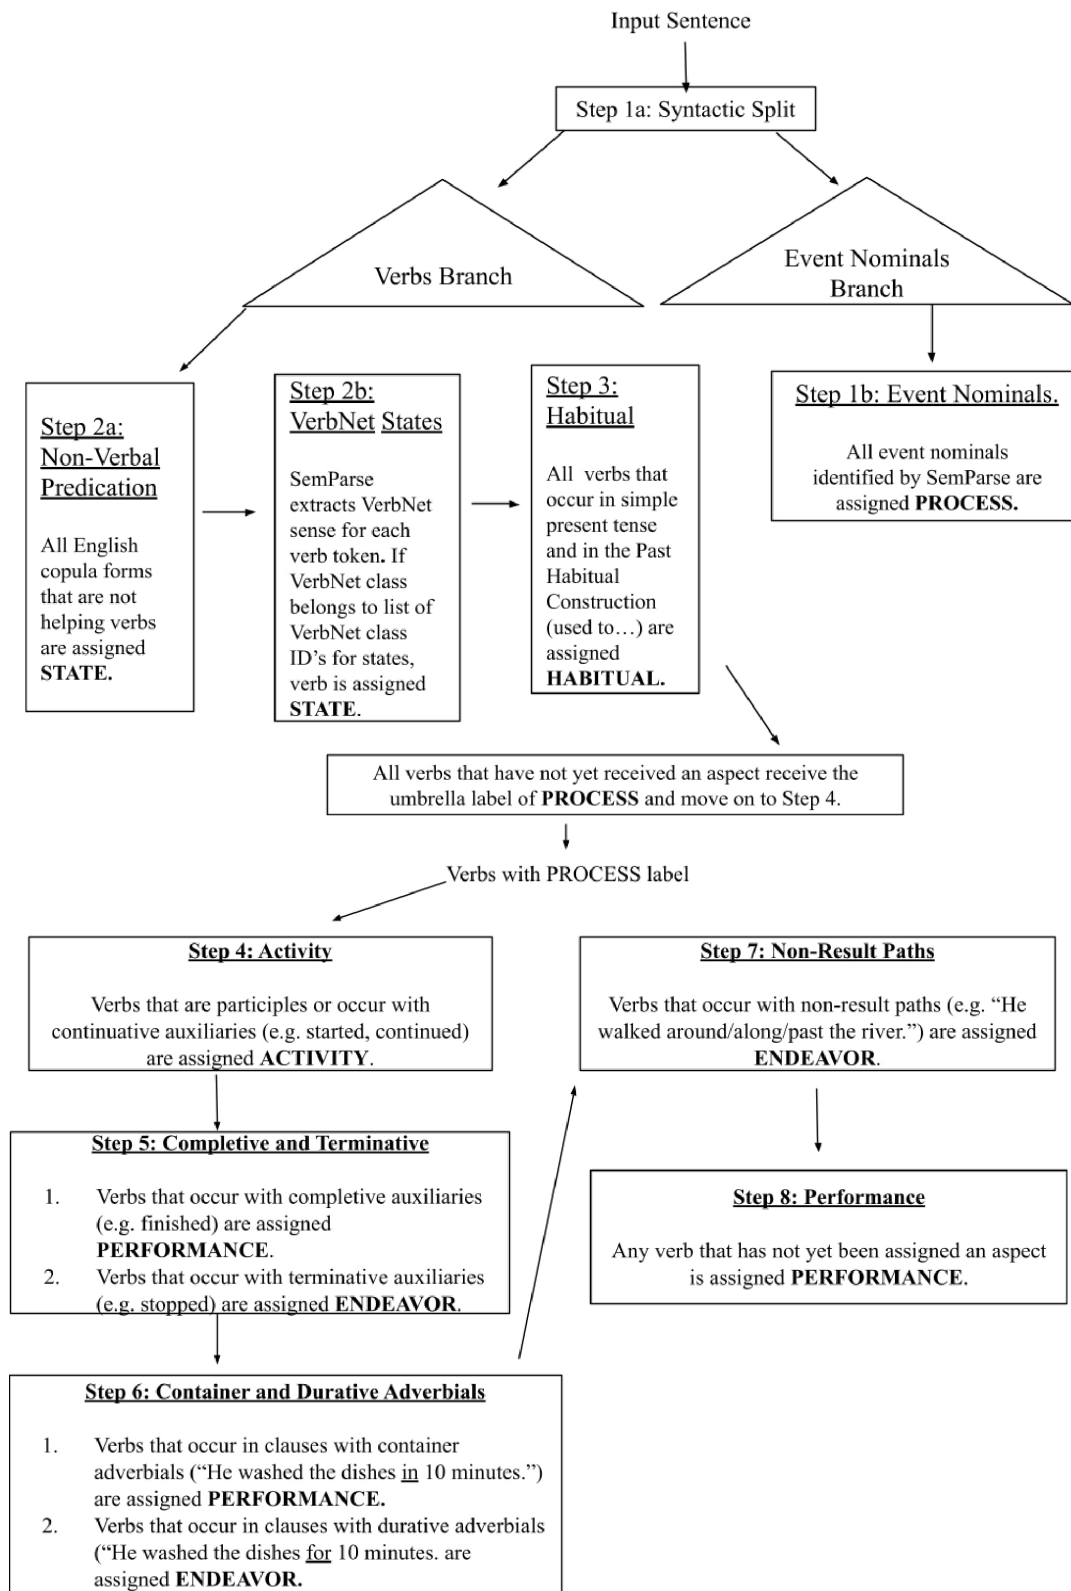 Input Sentence
Step 1a: Syntactic Split
Verbs Branch
Event Nominals
Branch
Step 2a:
Non-Verbal
Predication
All English
copula forms
that are not
helping verbs
are assigned
STATE.
Step 2b:
VerbNet States
SemParse
extracts VerbNet
sense for each
verb token. If
VerbNet class
belongs to list of
VerbNet class
ID's for states,
verb is assigned
STATE.
Step 3:
Habitual
All verbs that
occur in simple
present tense
and in the Past
Habitual
Construction
(used to…) are
assigned
HABITUAL.
Step 1b: Event Nominals.
All event nominals
identified by SemParse are
assigned PROCESS.
All verbs that have not yet received an aspect receive the
umbrella label of PROCESS and move on to Step 4.
Verbs with PROCESS label
Step 4: Activity
Verbs that are participles or occur with
continuative auxiliaries (e.g. started, continued)
are assigned ACTIVITY.
Step 5: Completive and Terminative
1. Verbs that occur with completive auxiliaries
(e.g. finished) are assigned
PERFORMANCE.
2. Verbs that occur with terminative auxiliaries
(e.g. stopped) are assigned ENDEAVOR.
Step 6: Container and Durative Adverbials
1. Verbs that occur in clauses with container
adverbials (“He washed the dishes in 10 minutes.”)
are assigned PERFORMANCE.
2. Verbs that occur in clauses with durative adverbials
(“He washed the dishes for 10 minutes. are
assigned ENDEAVOR.
Step 7: Non-Result Paths
Verbs that occur with non-result paths (e.g. “He
walked around/along/past the river.”) are assigned
ENDEAVOR.
Step 8: Performance
Any verb that has not yet been assigned an aspect
is assigned PERFORMANCE.